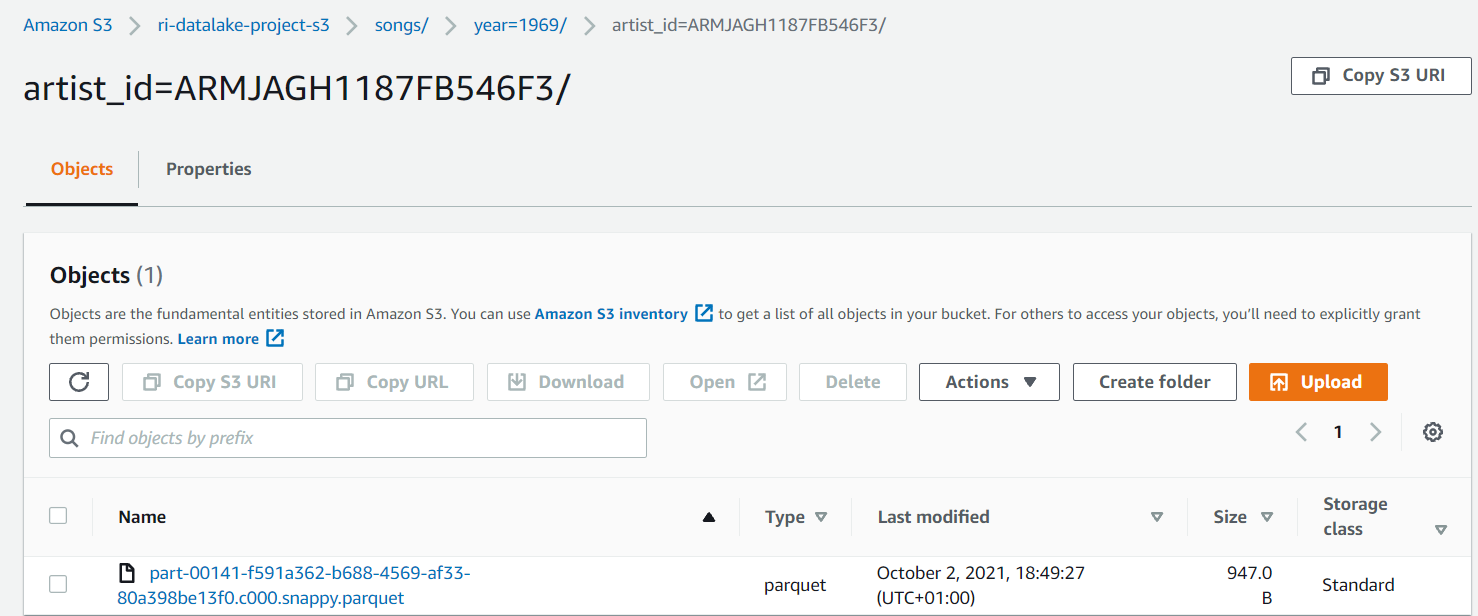 Amazon S3 > ri-datalake-project-s3 > songs/ > year=1969/ > artist_id=ARMJAGH1187FB546F3/
artist_id=ARMJAGH1187FB546F3/
Copy S3 URI
Objects Properties
Objects (1)
Objects are the fundamental entities stored in Amazon S3. You can use Amazon S3 inventory to get a list of all objects in your bucket. For others to access your objects, you'll need to explicitly grant
them permissions. Learn more
Copy S3 URI Copy URL Download Open Delete Actions Create folder Upload
Find objects by prefix
1
Name Type Last modified Size Storage
class
part-00141-f591a362-b688-4569-af33- parquet October 2, 2021, 18:49:27 947.0 Standard
80a398be13f0.c000.snappy.parquet (UTC+01:00) B